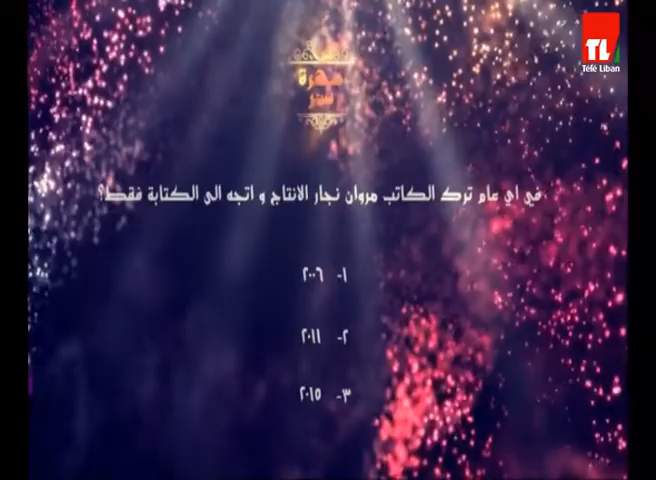 TL
Télé Liban
في اي عام ترك الكاتب مروان نجار الانتاج و اتجه الى الكتابة فقط؟
١- ٢٠٠٦
٢- ٢٠١١
٣- ٢٠١٥